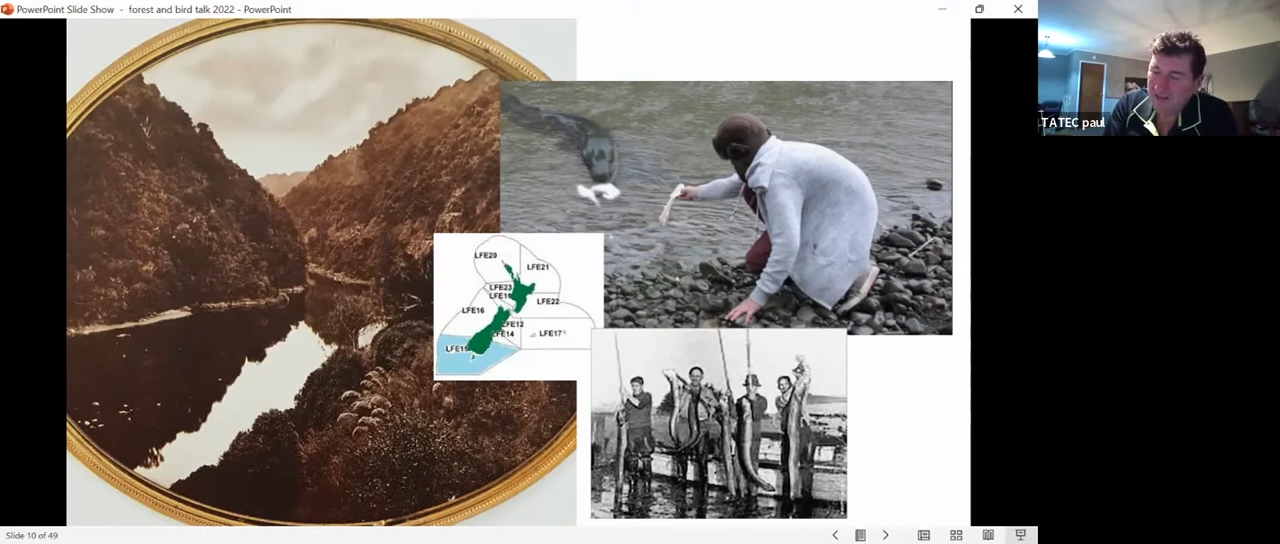 PowerPoint Slide Show - forest and bird talk 2022 - PowerPoint
TATEC paul
LFE20
LFE21
LFE23
LFE22
LFE16
LFE12
LFE14
LFE17
LFE15
Slide 10 of 49